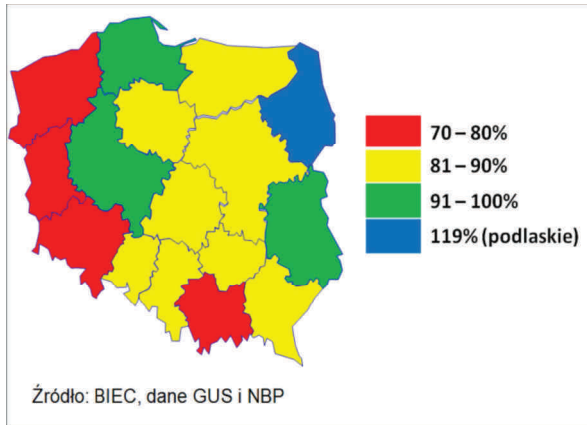 70 – 80%
81 – 90%
91 – 100%
119% (podlaskie)
Źródło: BIEC, dane GUS i NBP